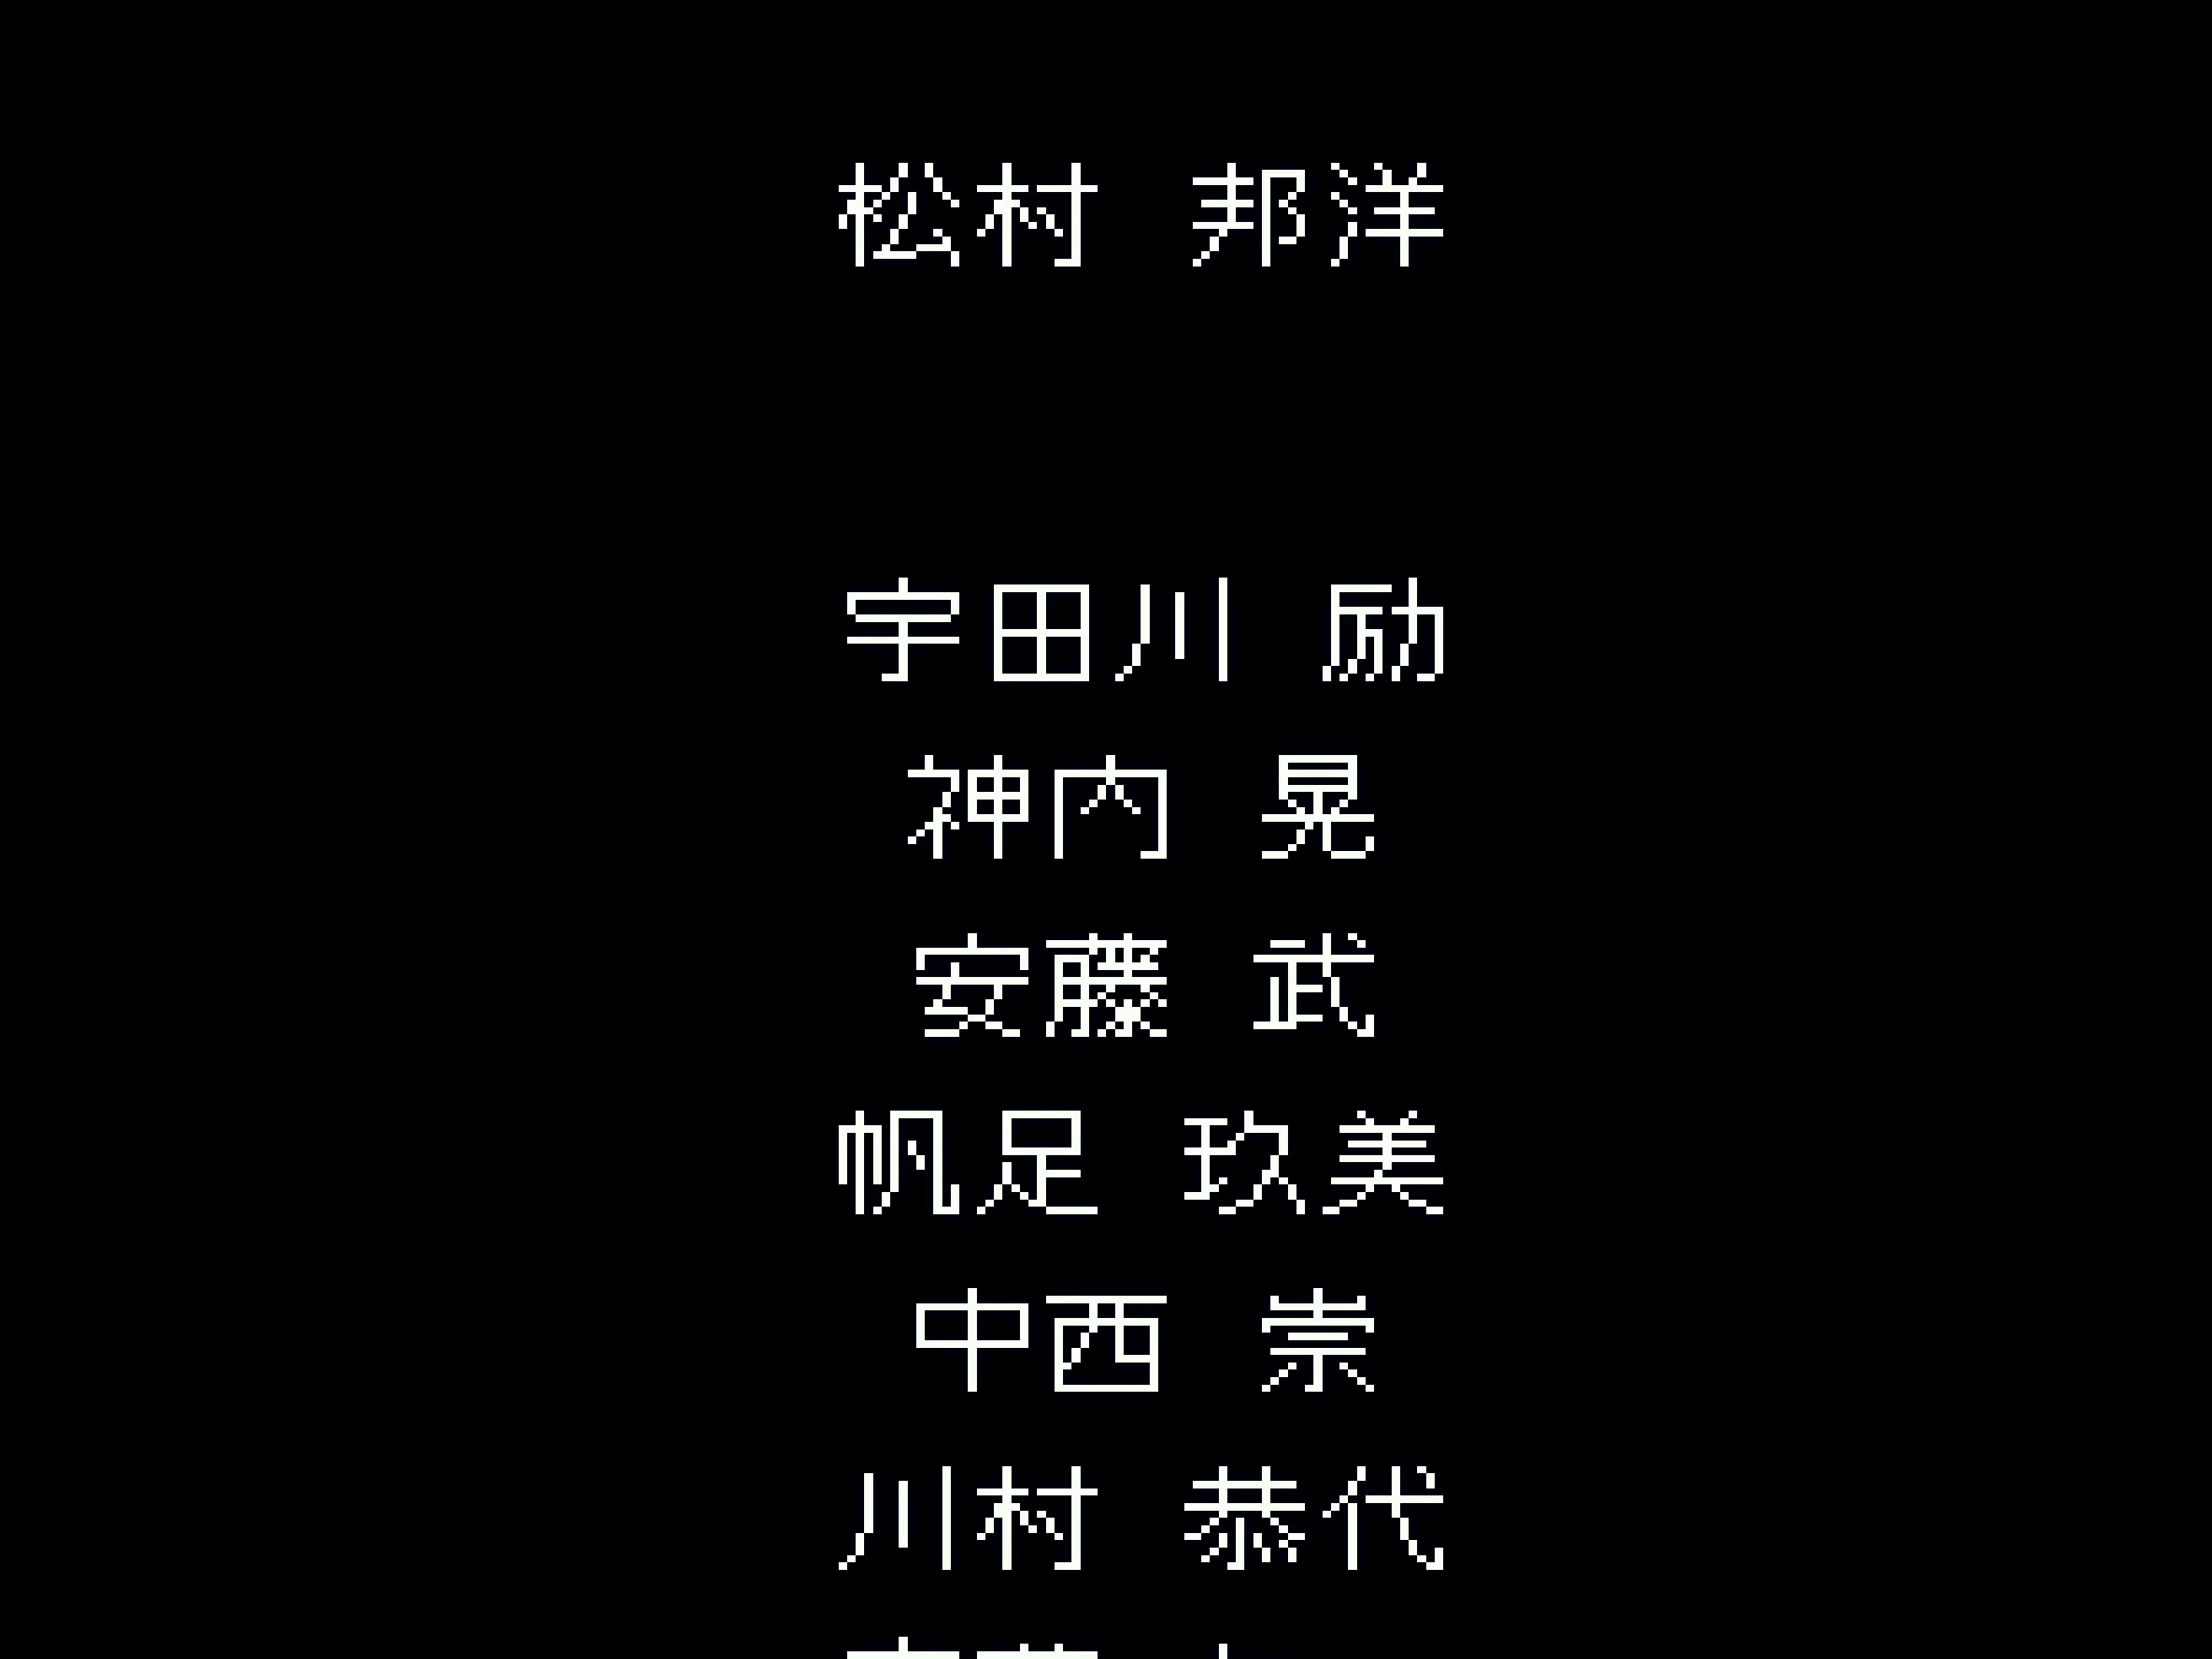 松村 邦洋
宇田川 励
神内 晃
安藤 武
帆足 玖美
中西 崇
川村 恭代